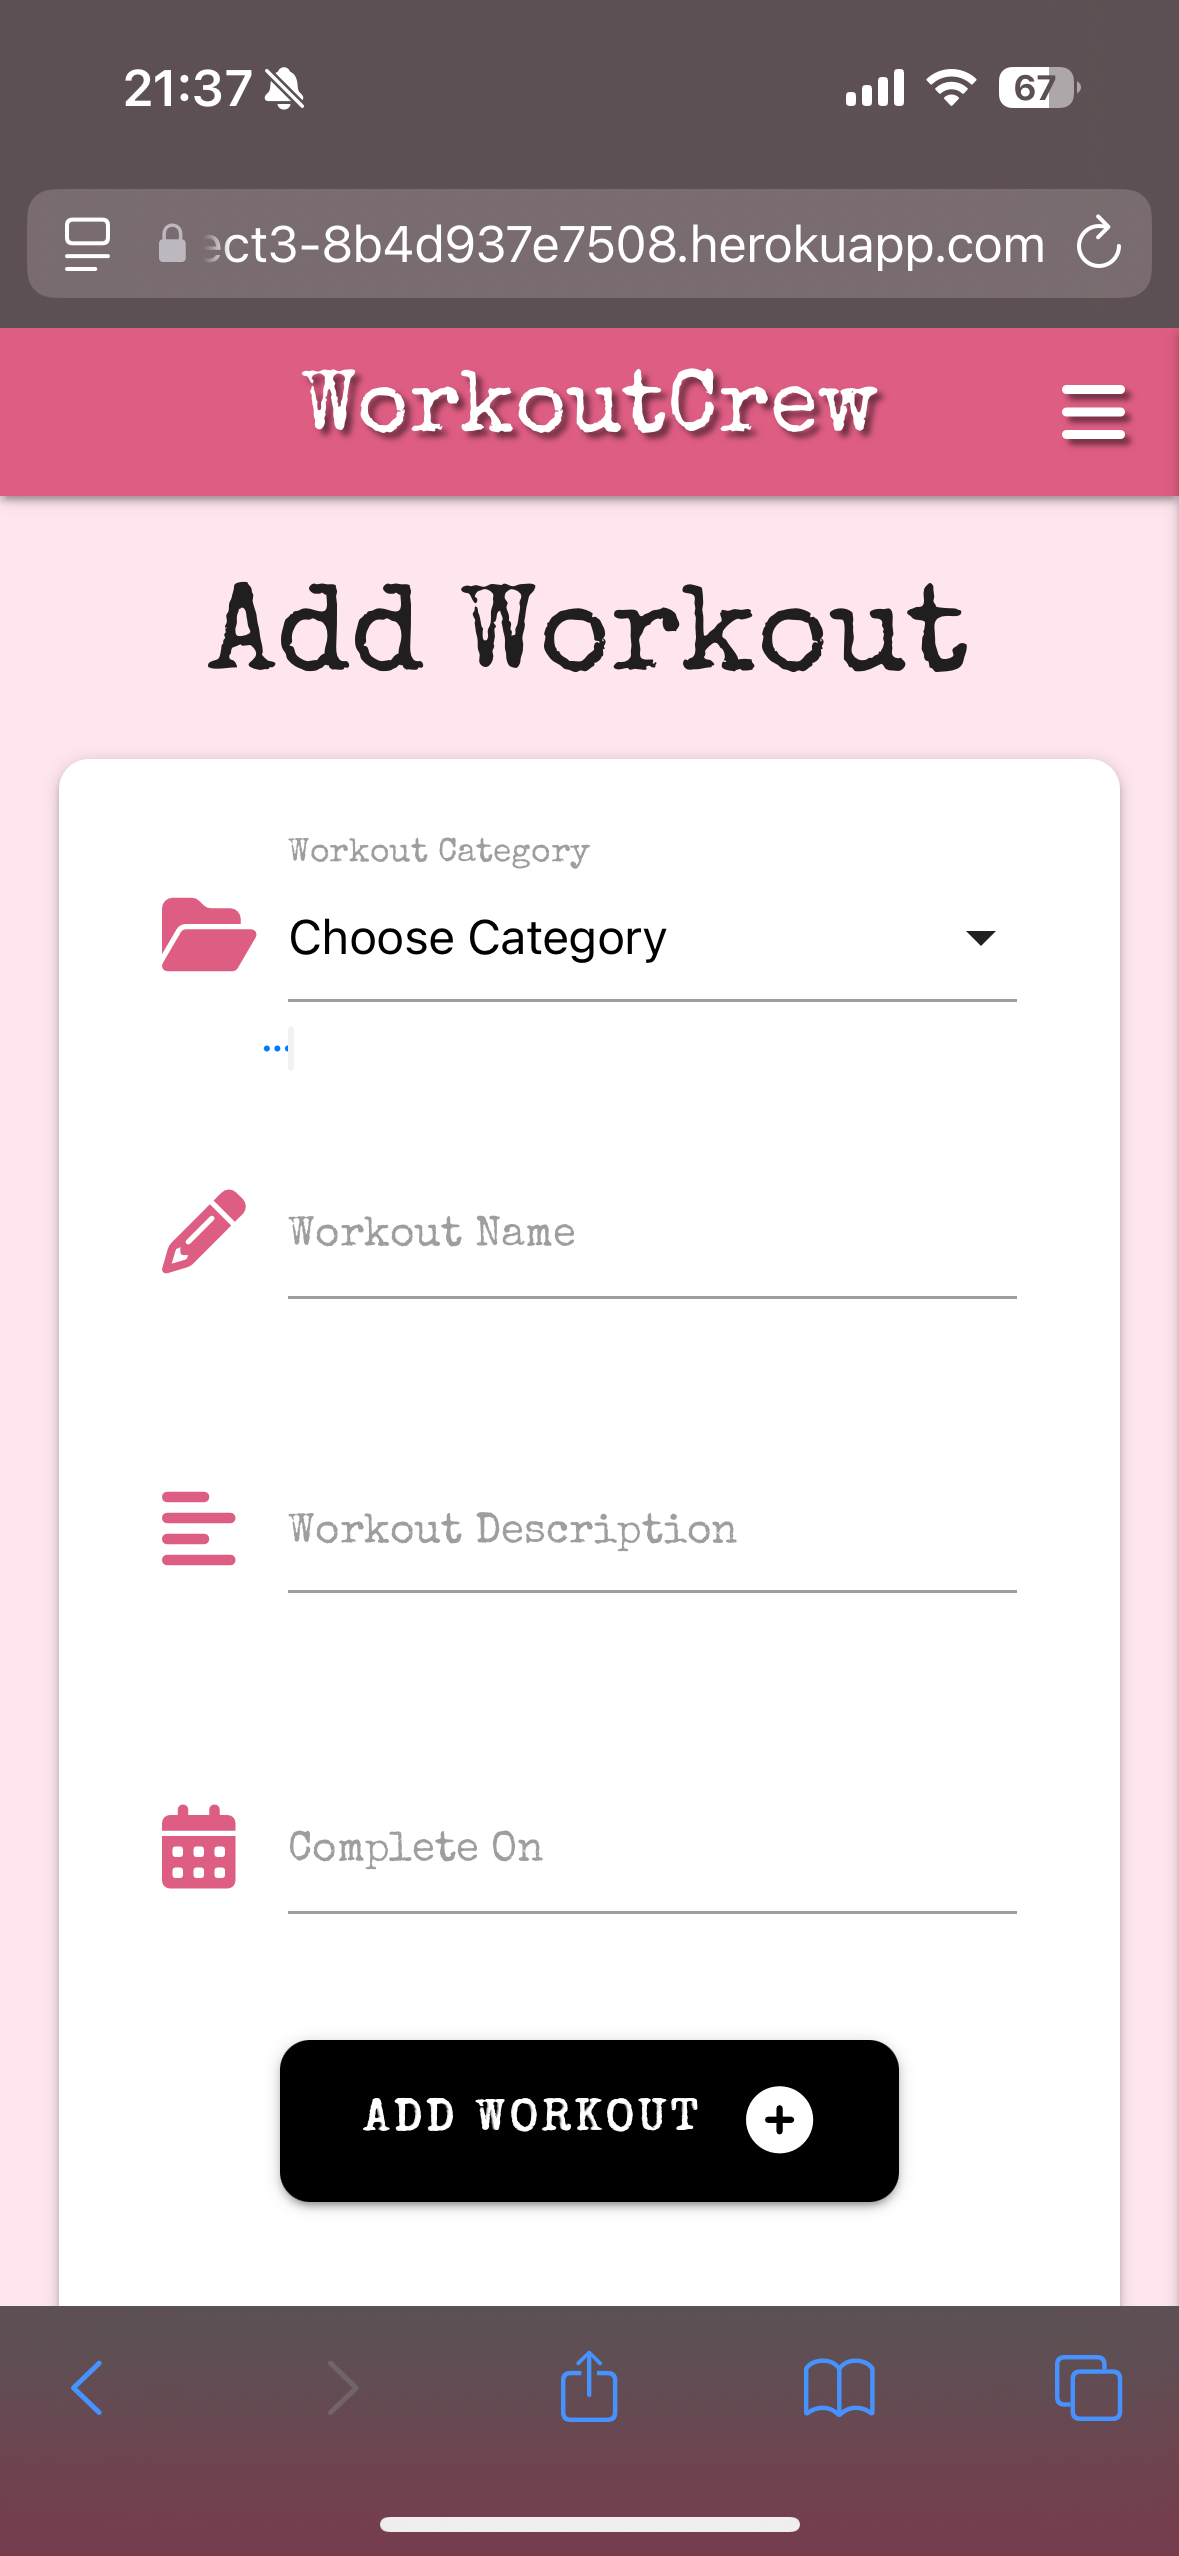 21:37
67
ect3-8b4d937e7508.herokuapp.com
WorkoutCrew
Add Workout
Workout Category
Choose Category
...
Workout Name
Workout Description
Complete On
ADD WORKOUT